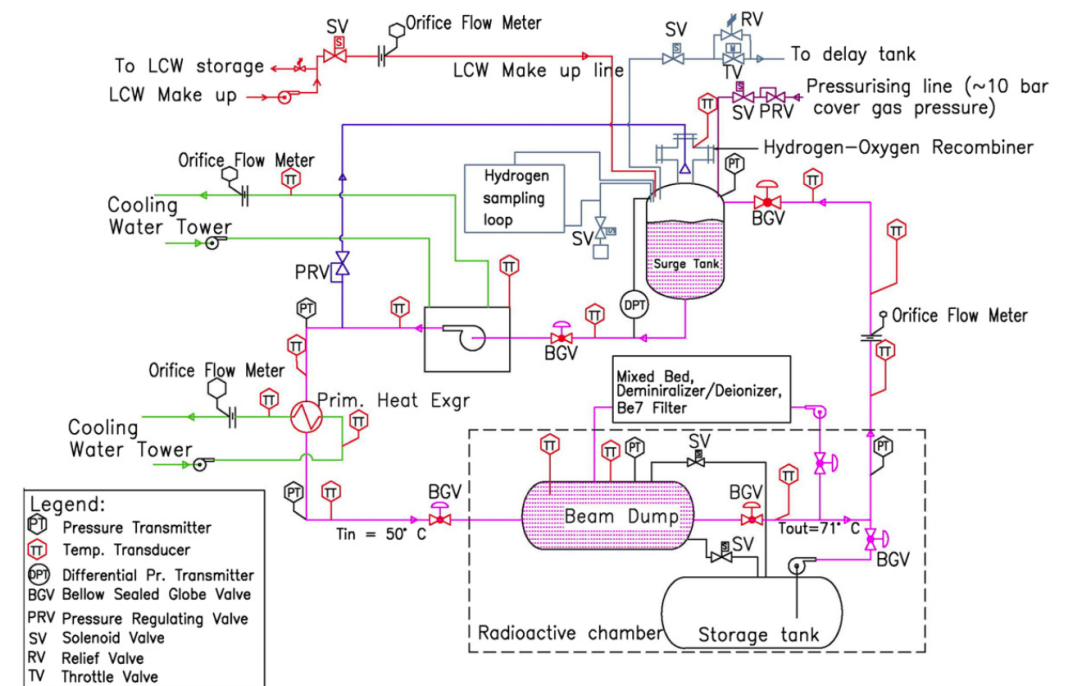 SV
Orifice Flow Meter
To LCW storage
LCW Make up
LCW Make up line
SV
RV
TV
To delay tank
Pressurising line (~10 bar
cover gas pressure)
SV
PRV
TT
Hydrogen-Oxygen Recombiner
PT
Orifice Flow Meter
TT
Cooling
Water Tower
Hydrogen
sampling
loop
SV
Surge Tank
BGV
TT
TT
PRV
TT
DPT
PT
TT
TT
BGV
Orifice Flow Meter
TT
TT
Orifice Flow Meter
TT
Prim. Heat Exgr
TT
Cooling
Water Tower
Mixed Bed,
Deminiralizer/Deionizer,
Be7 Filter
TT
TT
PT
SV
TT
PT
PT
TT
BGV
Tin = 50° C
Beam Dump
BGV
Tout=71° C
SV
BGV
Radioactive chamber
Storage tank
Legend:
PT Pressure Transmitter
TT Temp. Transducer
DPT Differential Pr. Transmitter
BGV Bellow Sealed Globe Valve
PRV Pressure Regulating Valve
SV Solenoid Valve
RV Relief Valve
TV Throttle Valve